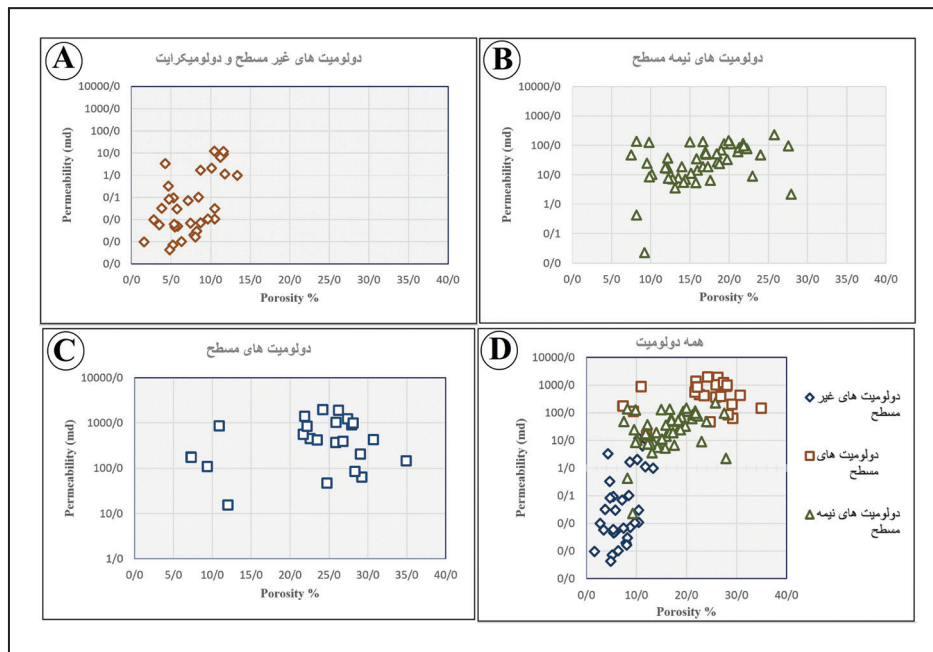 A
دولومیت های غیر مسطح و دولومیکرایت
Permeability (md)
10000/0
1000/0
100/0
10/0
1/0
0/1
0/0
0/0
0/0 5/0 10/0 15/0 20/0 25/0 30/0 35/0 40/0
Porosity %
B
دولومیت های نیمه مسطح
Permeability (md)
10000/0
1000/0
100/0
10/0
1/0
0/1
0/0
0/0 5/0 10/0 15/0 20/0 25/0 30/0 35/0 40/0
Porosity %
C
دولومیت های مسطح
Permeability (md)
10000/0
1000/0
100/0
10/0
1/0
0/0 5/0 10/0 15/0 20/0 25/0 30/0 35/0 40/0
Porosity %
D
همه دولومیت
Permeability (md)
10000/0
1000/0
100/0
10/0
1/0
0/1
0/0
0/0
0/0
0/0 10/0 20/0 30/0 40/0
Porosity %
دولومیت های غیر
مسطح
دولومیت های
مسطح
دولومیت های نیمه
مسطح